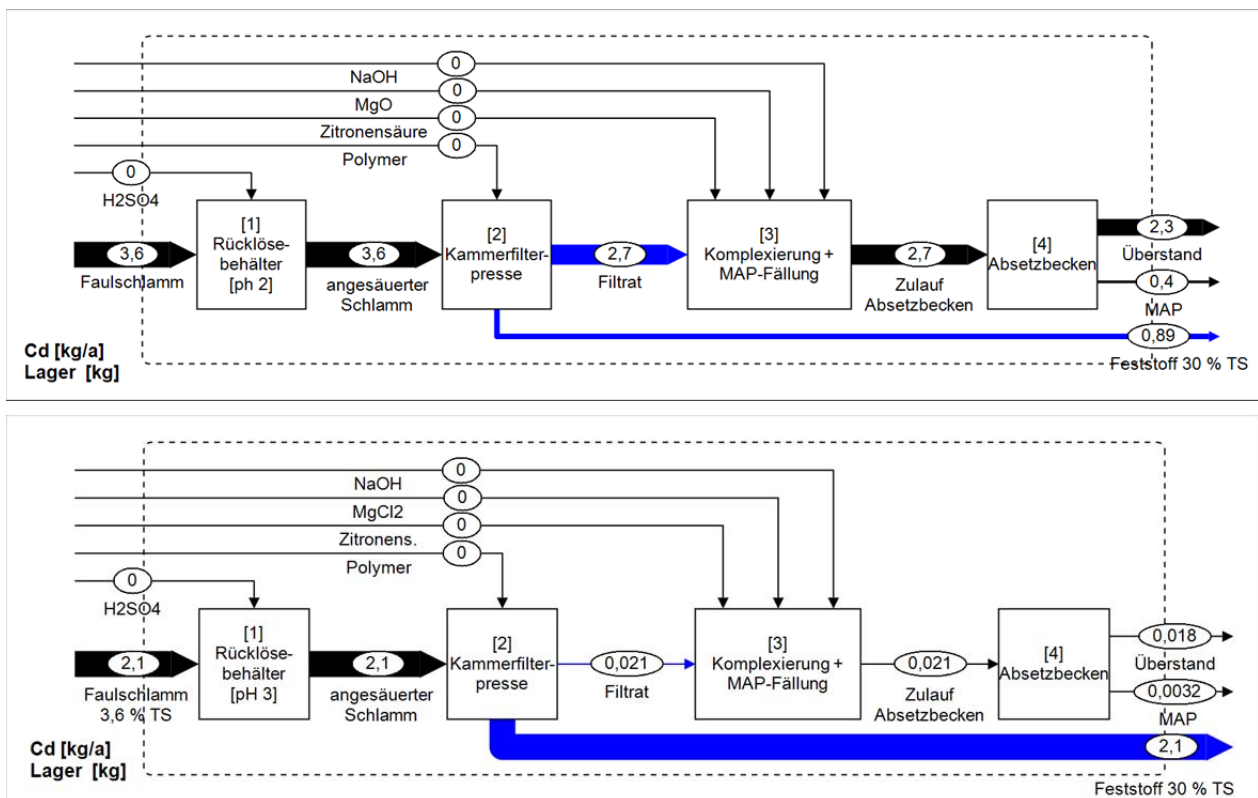 0
NaOH
0
MgO
0
Zitronensäure
0
Polymer
0
H2SO4
[1]
Rücklöse-
behälter
[ph 2]
[2]
Kammerfilter-
presse
[3]
Komplexierung +
MAP-Fällung
[4]
Absetzbecken
3,6
Faulschlamm
3,6
angesäuerter
Schlamm
2,7
Filtrat
2,7
Zulauf
Absetzbecken
2,3
Überstand
0,4
MAP
0,89
Feststoff 30 % TS
Cd [kg/a]
Lager [kg]
0
NaOH
0
MgCl2
0
Zitronens.
0
Polymer
0
H2SO4
[1]
Rücklöse-
behälter
[pH 3]
[2]
Kammerfilter-
presse
[3]
Komplexierung +
MAP-Fällung
[4]
Absetzbecken
2,1
Faulschlamm
3,6 % TS
2,1
angesäuerter
Schlamm
0,021
Filtrat
0,021
Zulauf
Absetzbecken
0,018
Überstand
0,0032
MAP
2,1
Feststoff 30 % TS
Cd [kg/a]
Lager [kg]